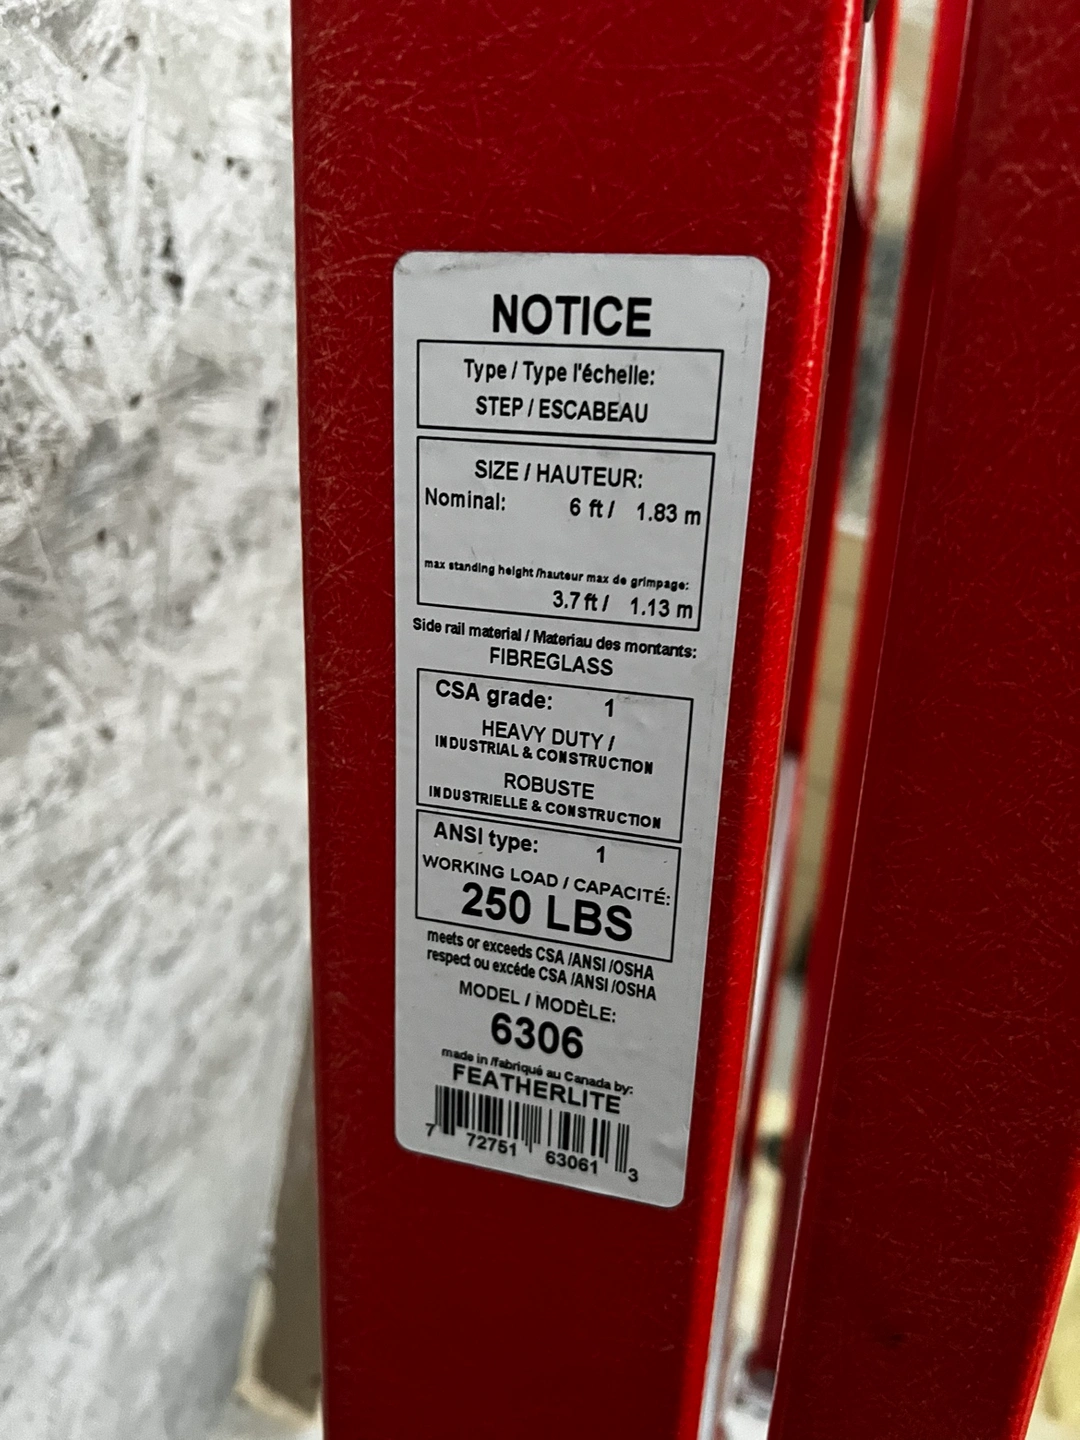 NOTICE
Type / Type l'échelle:
STEP / ESCABEAU
SIZE / HAUTEUR:
Nominal: 6 ft / 1.83 m
max standing height /hauteur max de grimpage:
3.7 ft / 1.13 m
Side rail material / Materiau des montants:
FIBREGLASS
CSA grade: 1
HEAVY DUTY /
INDUSTRIAL & CONSTRUCTION
ROBUSTE
INDUSTRIELLE & CONSTRUCTION
ANSI type: 1
WORKING LOAD / CAPACITÉ:
250 LBS
meets or exceeds CSA /ANSI /OSHA
respect ou excéde CSA /ANSI /OSHA
MODEL / MODÈLE:
6306
made in /fabriqué au Canada by:
FEATHERLITE
7 72751 63061 3